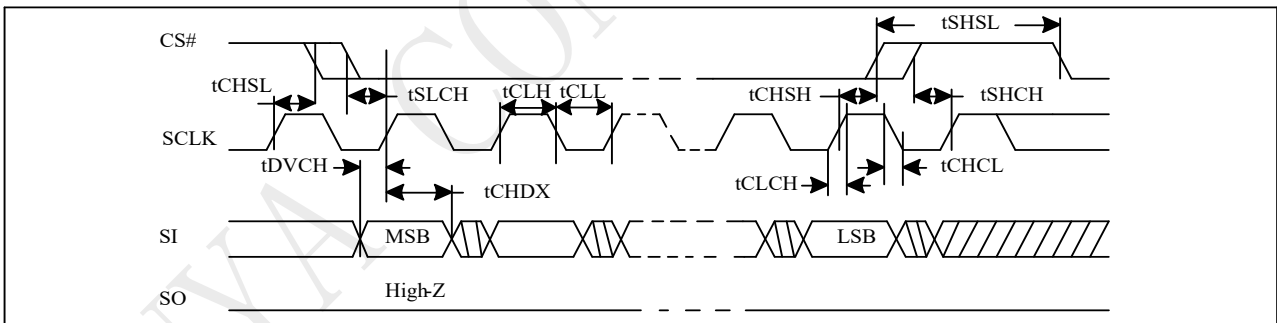 tSHSL
CS#
tCHSL
tSLCH
tCLH
tCLL
tCHSH
tSHCH
SCLK
tDVCH
tCHDX
tCLCH
tCHCL
SI
MSB
LSB
High-Z
SO